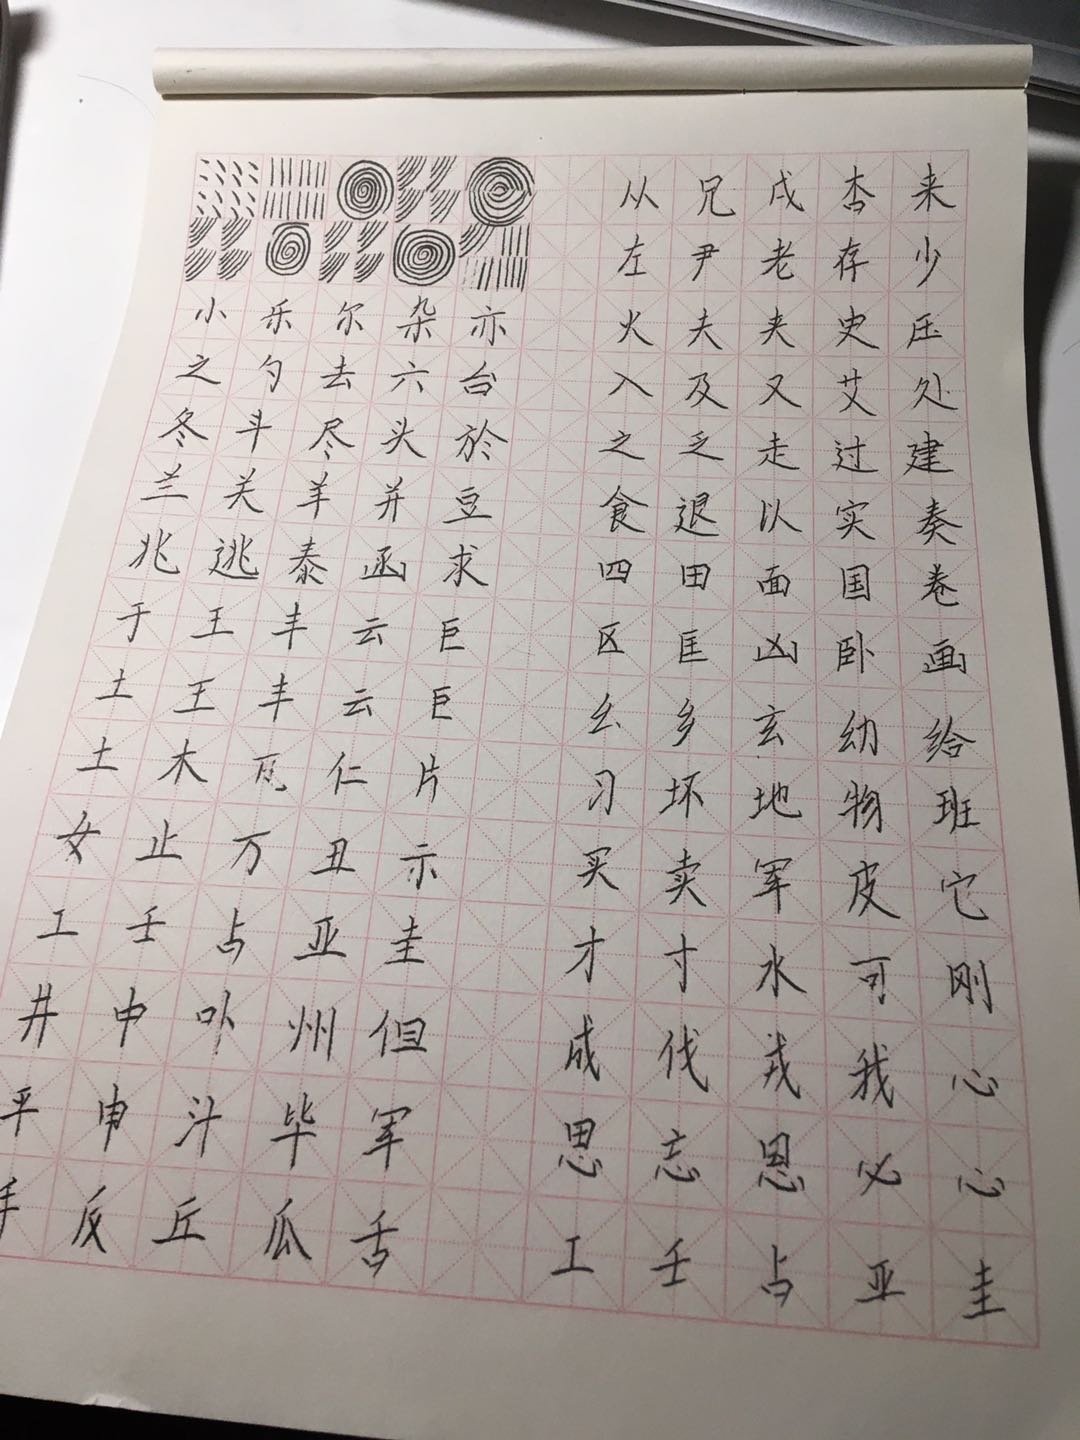 从 兄 戌 杏 来
左 尹 老 存 少
小 乐 尔 杂 亦 火 夫 夹 史 压
之 勺 去 六 台 入 及 又 艾 处
冬 斗 尽 头 於 之 乏 走 过 建
兰 关 羊 并 豆 食 退 以 实 奏
兆 逃 泰 函 求 四 田 面 国 卷
于 王 丰 云 巨 区 匡 凶 卧 画
土 王 丰 云 巨 幺 乡 玄 幼 给
土 木 瓦 仁 片 习 坏 地 物 班
女 止 万 丑 示 买 卖 军 皮 它
工 壬 占 亚 圭 才 寸 水 可 刚
井 中 卟 州 但 成 伐 我 心
平 申 汁 毕 军 思 忘 恩 必 心
手 反 丘 瓜 舌 工 壬 占 亚 圭